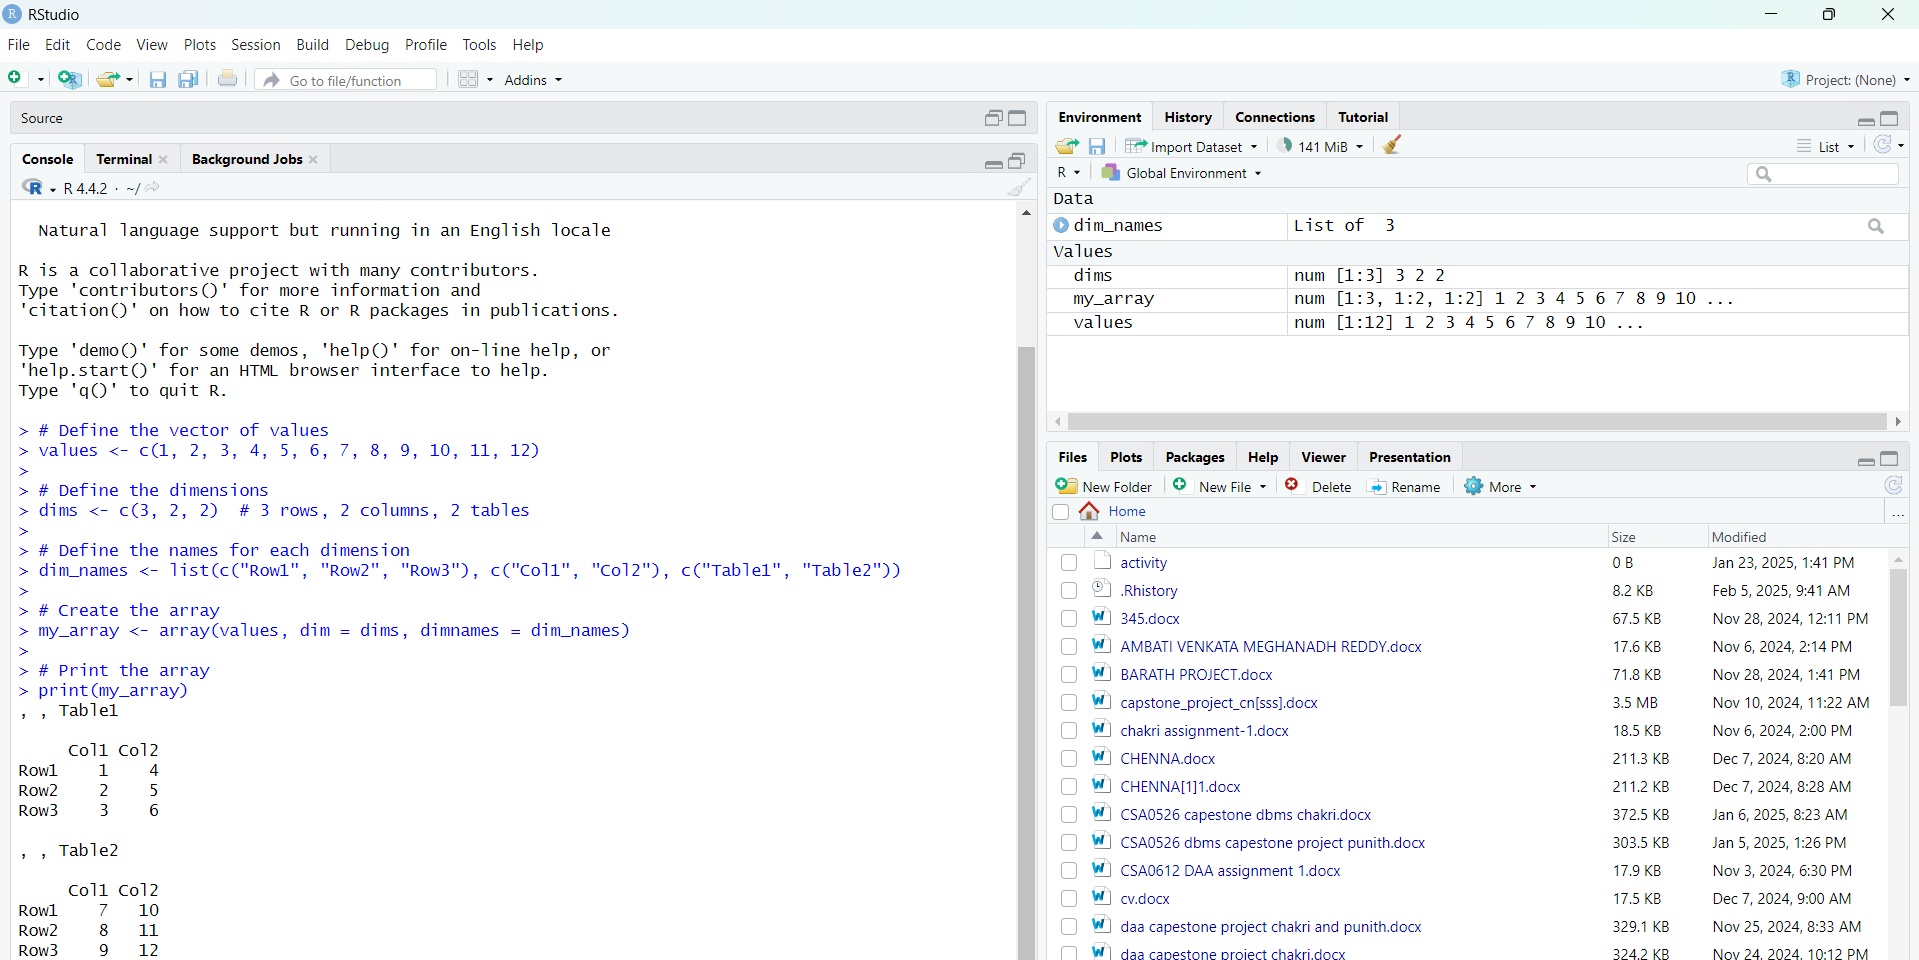 RStudio
File Edit Code View Plots Session Build Debug Profile Tools Help
Go to file/function Addins Project: (None)
Source
Console Terminal Background Jobs
R 4.4.2 · ~/
Natural language support but running in an English locale
R is a collaborative project with many contributors.
Type 'contributors()' for more information and
'citation()' on how to cite R or R packages in publications.
Type 'demo()' for some demos, 'help()' for on-line help, or
'help.start()' for an HTML browser interface to help.
Type 'q()' to quit R.
> # Define the vector of values
> values <- c(1, 2, 3, 4, 5, 6, 7, 8, 9, 10, 11, 12)
>
> # Define the dimensions
> dims <- c(3, 2, 2)  # 3 rows, 2 columns, 2 tables
>
> # Define the names for each dimension
> dim_names <- list(c("Row1", "Row2", "Row3"), c("Col1", "Col2"), c("Table1", "Table2"))
>
> # Create the array
> my_array <- array(values, dim = dims, dimnames = dim_names)
>
> # Print the array
> print(my_array)
, , Table1
Col1 Col2
Row1 1 4
Row2 2 5
Row3 3 6
, , Table2
Col1 Col2
Row1 7 10
Row2 8 11
Row3 9 12
Environment History Connections Tutorial
Import Dataset 141 MiB List
R Global Environment
Data
dim_names List of 3
Values
dims num [1:3] 3 2 2
my_array num [1:3, 1:2, 1:2] 1 2 3 4 5 6 7 8 9 10 ...
values num [1:12] 1 2 3 4 5 6 7 8 9 10 ...
Files Plots Packages Help Viewer Presentation
New Folder New File Delete Rename More
Home ...
Name Size Modified
activity 0 B Jan 23, 2025, 1:41 PM
.Rhistory 8.2 KB Feb 5, 2025, 9:41 AM
345.docx 67.5 KB Nov 28, 2024, 12:11 PM
AMBATI VENKATA MEGHANADH REDDY.docx 17.6 KB Nov 6, 2024, 2:14 PM
BARATH PROJECT.docx 71.8 KB Nov 28, 2024, 1:41 PM
capstone_project_cn[sss].docx 3.5 MB Nov 10, 2024, 11:22 AM
chakri assignment-1.docx 18.5 KB Nov 6, 2024, 2:00 PM
CHENNA.docx 211.3 KB Dec 7, 2024, 8:20 AM
CHENNA[1]1.docx 211.2 KB Dec 7, 2024, 8:28 AM
CSA0526 capestone dbms chakri.docx 372.5 KB Jan 6, 2025, 8:23 AM
CSA0526 dbms capestone project punith.docx 303.5 KB Jan 5, 2025, 1:26 PM
CSA0612 DAA assignment 1.docx 17.9 KB Nov 3, 2024, 6:30 PM
cv.docx 17.5 KB Dec 7, 2024, 9:00 AM
daa capestone project chakri and punith.docx 329.1 KB Nov 25, 2024, 8:33 AM
daa capestone project chakri.docx 324.2 KB Nov 24, 2024, 10:12 PM